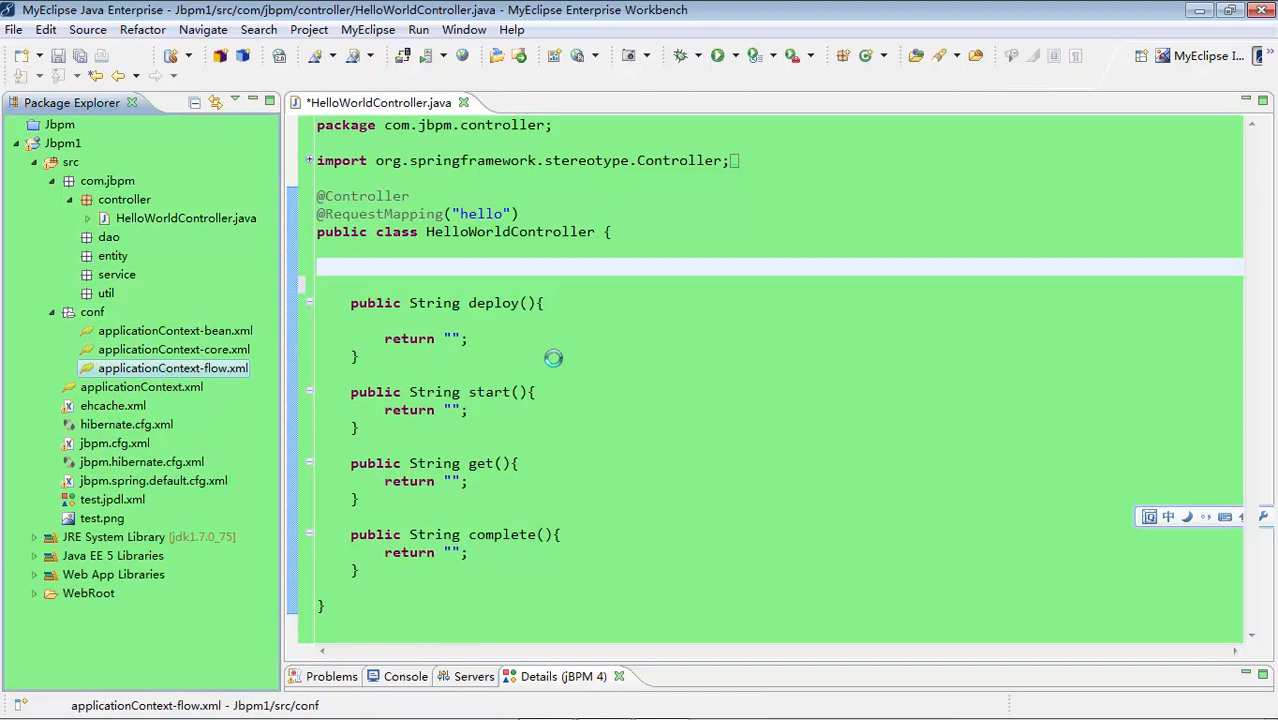 MyEclipse Java Enterprise - Jbpm1/src/com/jbpm/controller/HelloWorldController.java - MyEclipse Enterprise Workbench
File Edit Source Refactor Navigate Search Project MyEclipse Run Window Help
MyEclipse I...
Package Explorer
*HelloWorldController.java
Jbpm
Jbpm1
src
com.jbpm
controller
HelloWorldController.java
dao
entity
service
util
conf
applicationContext-bean.xml
applicationContext-core.xml
applicationContext-flow.xml
applicationContext.xml
ehcache.xml
hibernate.cfg.xml
jbpm.cfg.xml
jbpm.hibernate.cfg.xml
jbpm.spring.default.cfg.xml
test.jpdl.xml
test.png
JRE System Library [jdk1.7.0_75]
Java EE 5 Libraries
Web App Libraries
WebRoot
package com.jbpm.controller;
import org.springframework.stereotype.Controller;
@Controller
@RequestMapping("hello")
public class HelloWorldController {
public String deploy(){
return "";
}
public String start(){
return "";
}
public String get(){
return "";
}
public String complete(){
return "";
}
}
中
Problems Console Servers Details (jBPM 4)
applicationContext-flow.xml - Jbpm1/src/conf